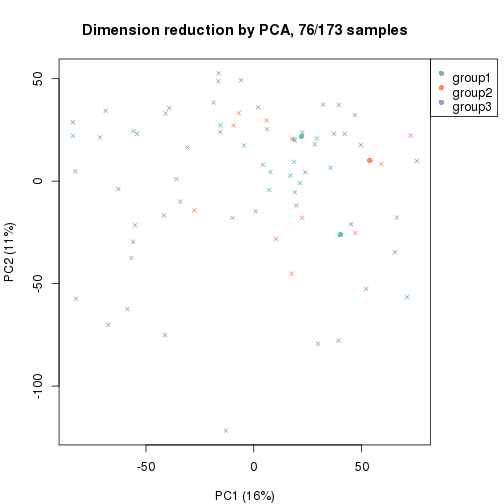 Dimension reduction by PCA, 76/173 samples
group1
group2
group3
50
0
-50
-100
PC2 (11%)
-50
0
50
PC1 (16%)